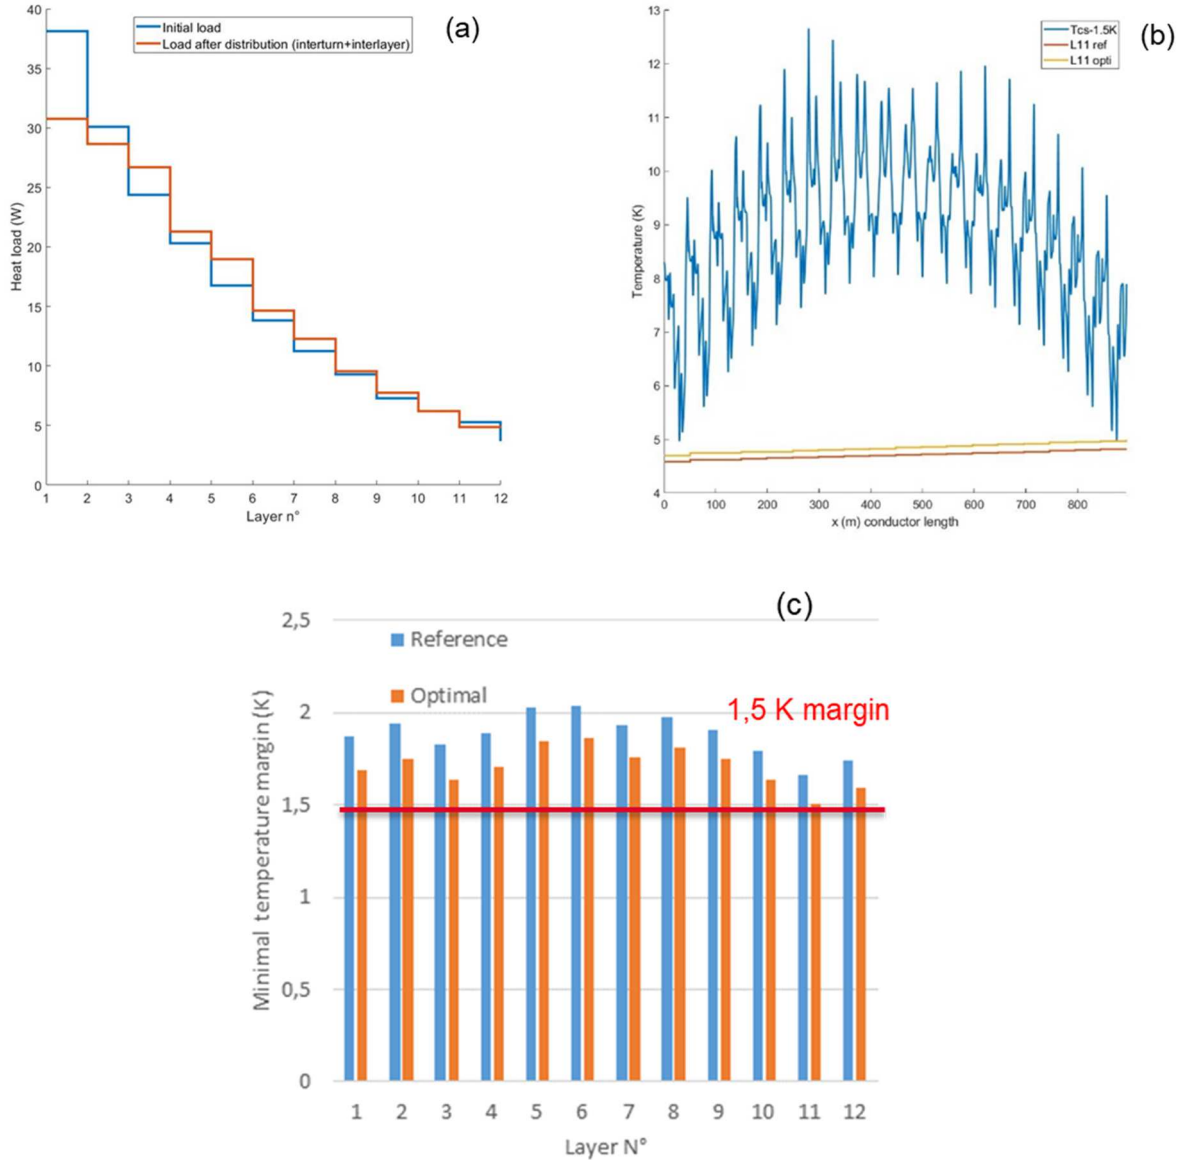 (a)
Initial load
Load after distribution (interturn+interlayer)
40
35
30
25
20
15
10
5
0
Heat load (W)
1 2 3 4 5 6 7 8 9 10 11 12
Layer n°
(b)
Tcs-1.5K
L11 ref
L11 opti
13
12
11
10
9
8
7
6
5
4
Temperature (K)
0 100 200 300 400 500 600 700 800
x (m) conductor length
(c)
Reference
Optimal
1,5 K margin
2,5
2
1,5
1
0,5
0
Minimal temperature margin (K)
1 2 3 4 5 6 7 8 9 10 11 12
Layer N°